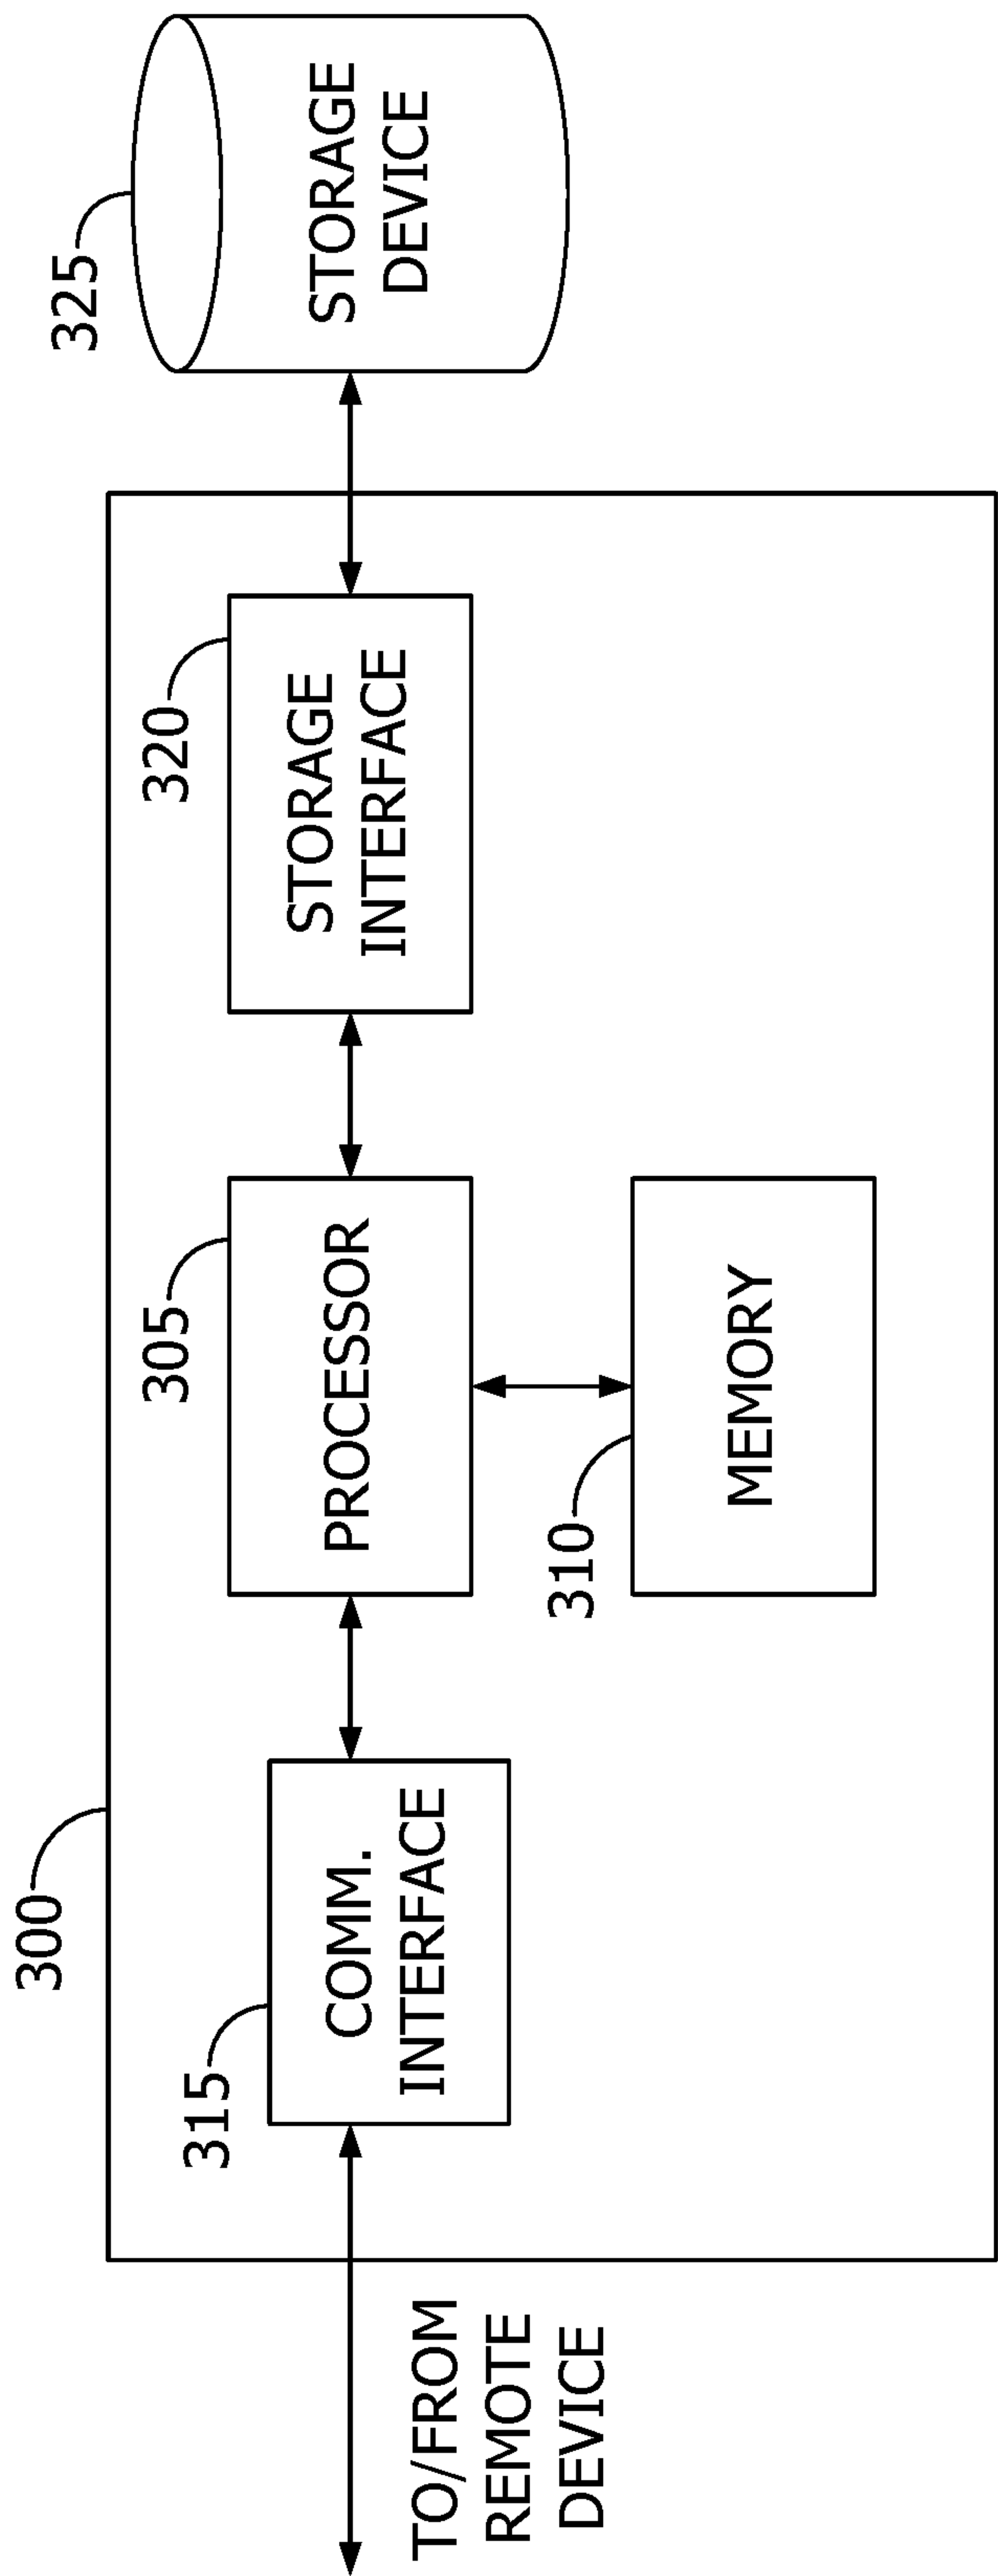 300
325
315
305
320
COMM.
INTERFACE
PROCESSOR
STORAGE
INTERFACE
STORAGE
DEVICE
TO/FROM
REMOTE
DEVICE
310
MEMORY